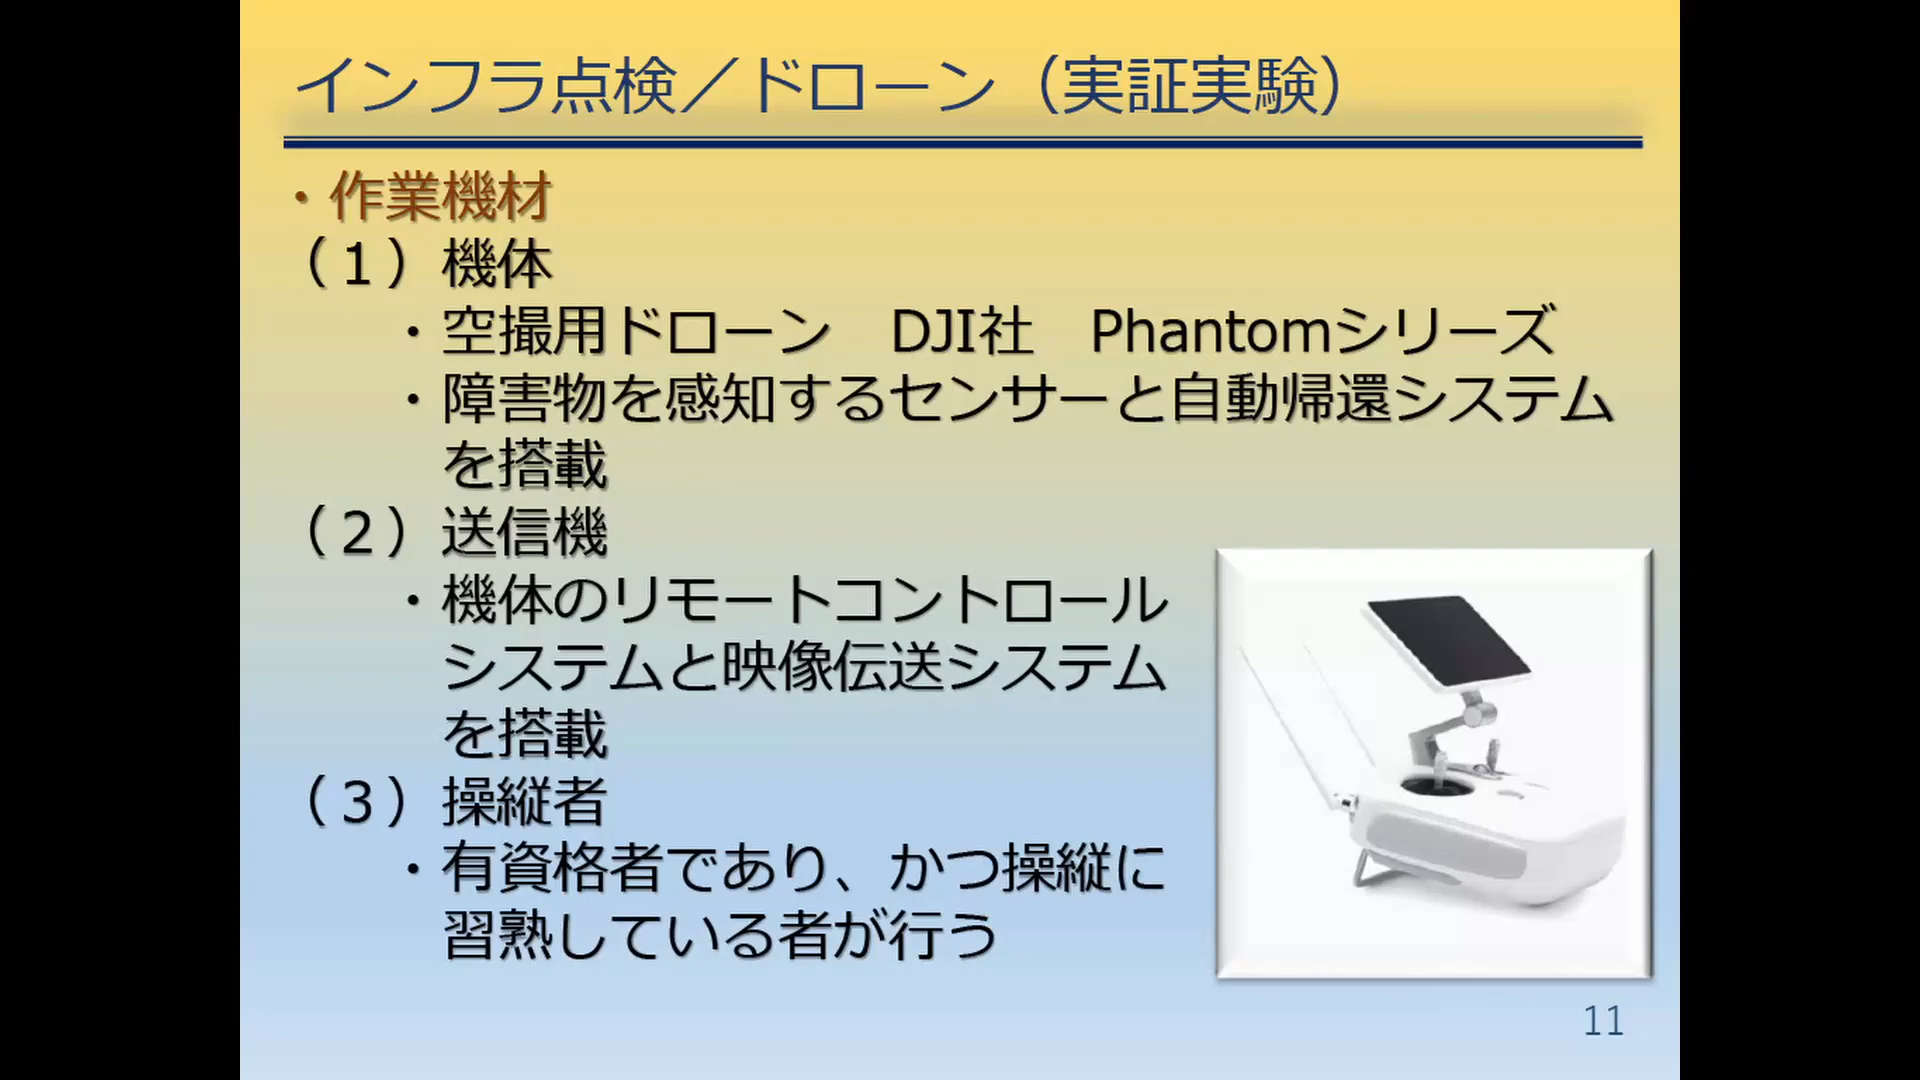 インフラ点検／ドローン（実証実験）
・作業機材
（１）機体
・空撮用ドローン　DJI社　Phantomシリーズ
・障害物を感知するセンサーと自動帰還システム
を搭載
（２）送信機
・機体のリモートコントロール
システムと映像伝送システム
を搭載
（３）操縦者
・有資格者であり、かつ操縦に
習熟している者が行う
11